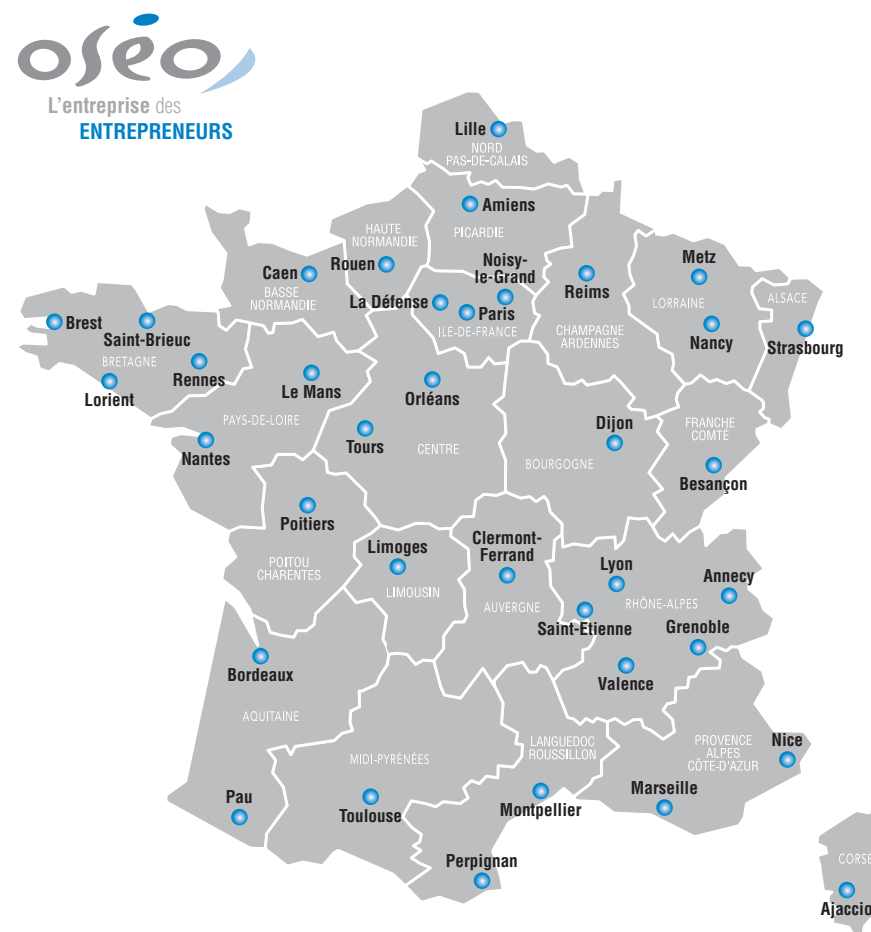 oséo
L'entreprise des
ENTREPRENEURS
Lille
NORD
PAS-DE-CALAIS
Amiens
PICARDIE
HAUTE
NORMANDIE
Rouen
Caen
BASSE
NORMANDIE
Noisy-
le-Grand
La Défense
Paris
ILE-DE-FRANCE
Reims
CHAMPAGNE
ARDENNES
Metz
LORRAINE
Nancy
ALSACE
Strasbourg
Brest
Saint-Brieuc
BRETAGNE
Rennes
Lorient
Le Mans
PAYS-DE-LOIRE
Nantes
Orléans
Tours
CENTRE
Dijon
BOURGOGNE
FRANCHE
COMTÉ
Besançon
Poitiers
POITOU
CHARENTES
Limoges
LIMOUSIN
Clermont-
Ferrand
AUVERGNE
Lyon
Annecy
RHÔNE-ALPES
Saint-Etienne
Grenoble
Valence
Bordeaux
AQUITAINE
Pau
MIDI-PYRÉNÉES
Toulouse
LANGUEDOC
ROUSSILLON
Montpellier
Perpignan
PROVENCE
ALPES
CÔTE-D'AZUR
Nice
Marseille
CORSE
Ajaccio